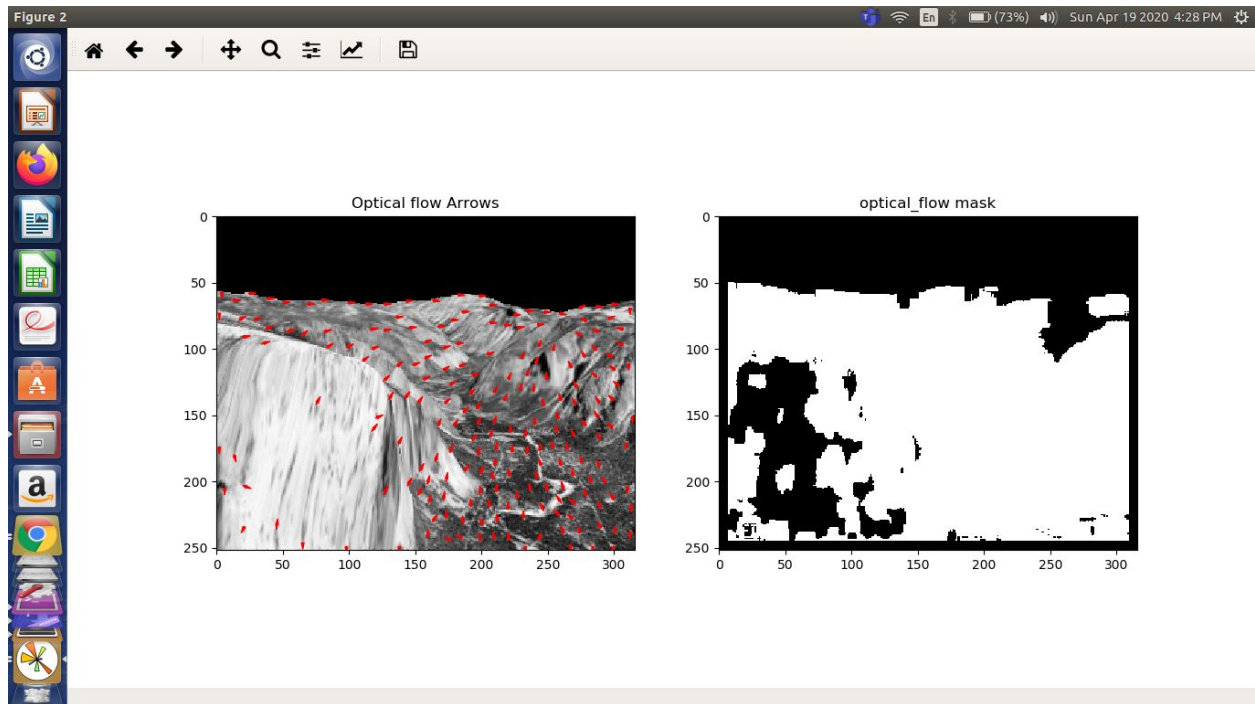 Figure 2
En
(73%)
Sun Apr 19 2020 4:28 PM
Optical flow Arrows
0
50
100
150
200
250
0 50 100 150 200 250 300
optical_flow mask
0
50
100
150
200
250
0 50 100 150 200 250 300